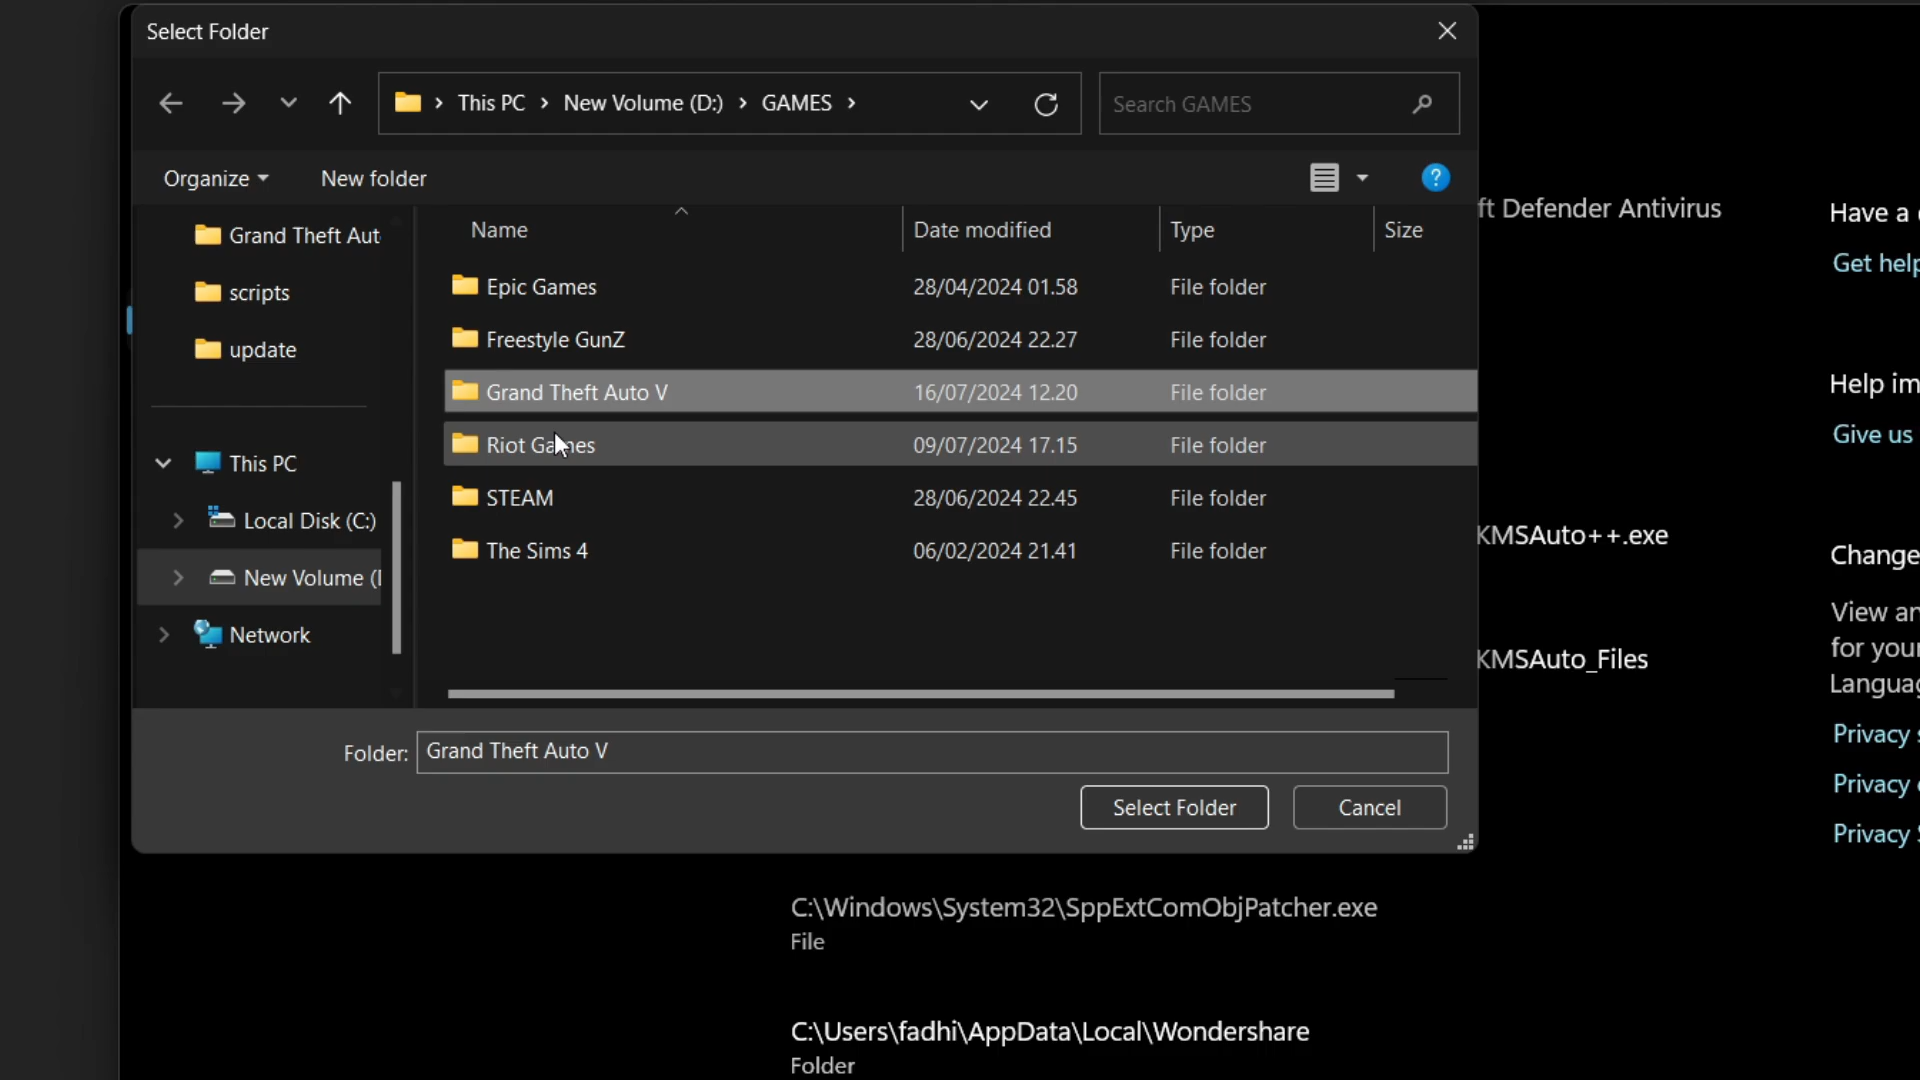 Select Folder
This PC > New Volume (D:) > GAMES >
Search GAMES
Organize
New folder
Grand Theft Aut
scripts
update
This PC
Local Disk (C:)
New Volume (
Network
Name
Date modified
Type
Size
Epic Games 28/04/2024 01.58 File folder
Freestyle GunZ 28/06/2024 22.27 File folder
Grand Theft Auto V 16/07/2024 12.20 File folder
Riot Games 09/07/2024 17.15 File folder
STEAM 28/06/2024 22.45 File folder
The Sims 4 06/02/2024 21.41 File folder
Folder: Grand Theft Auto V
Select Folder
Cancel
ft Defender Antivirus
KMSAuto++.exe
KMSAuto_Files
C:\Windows\System32\SppExtComObjPatcher.exe
File
C:\Users\fadhi\AppData\Local\Wondershare
Folder
Have a
Get help
Help im
Give us
Change
View an
for your
Languag
Privacy s
Privacy
Privacy S